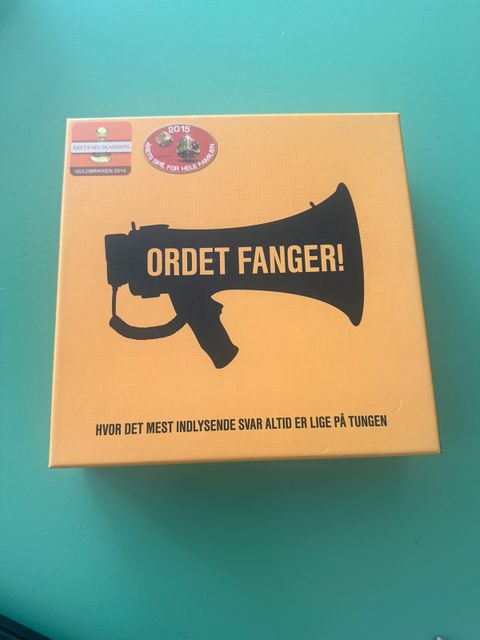 ÅRETS SELSKABSSPIL
GULDBRIKKEN 2014
2015
ÅRETS SPIL FOR HELE FAMILIEN
ORDET FANGER!
HVOR DET MEST INDLYSENDE SVAR ALTID ER LIGE PÅ TUNGEN